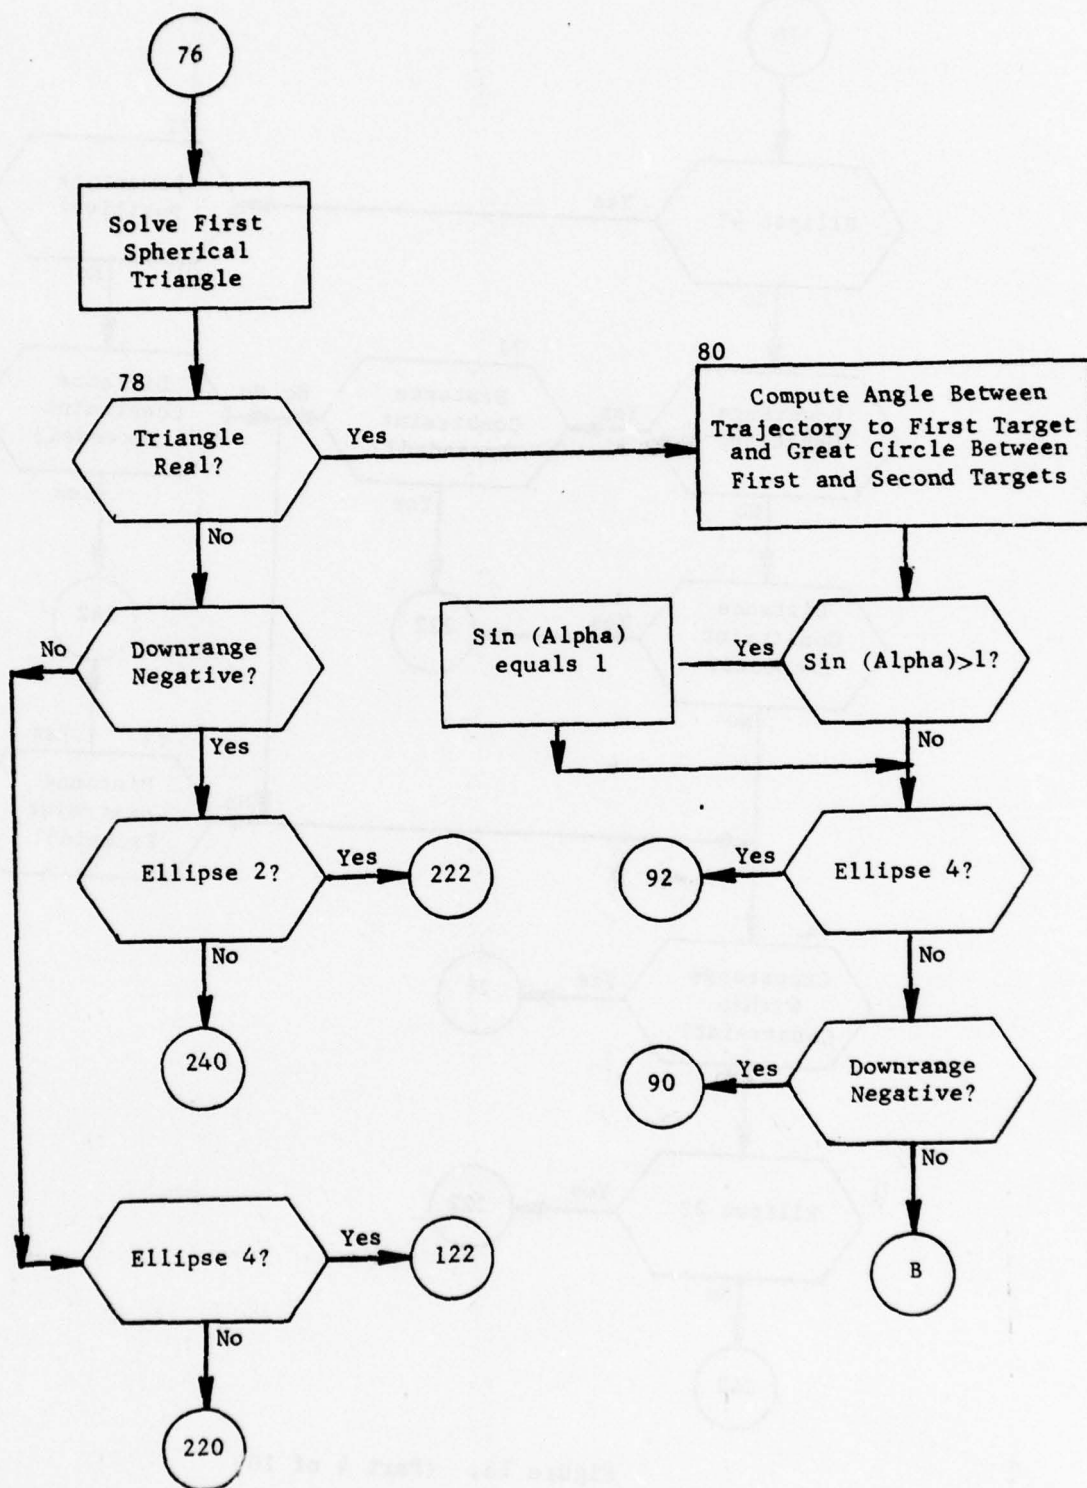 76
Solve First
Spherical
Triangle
78
Triangle
Real?
Yes
No
Downrange
Negative?
No
Yes
Ellipse 2?
Yes
222
No
240
Ellipse 4?
Yes
122
No
220
80
Compute Angle Between
Trajectory to First Target
and Great Circle Between
First and Second Targets
Sin (Alpha)>1?
Yes
Sin (Alpha)
equals 1
No
Ellipse 4?
Yes
92
No
Downrange
Negative?
Yes
90
No
B